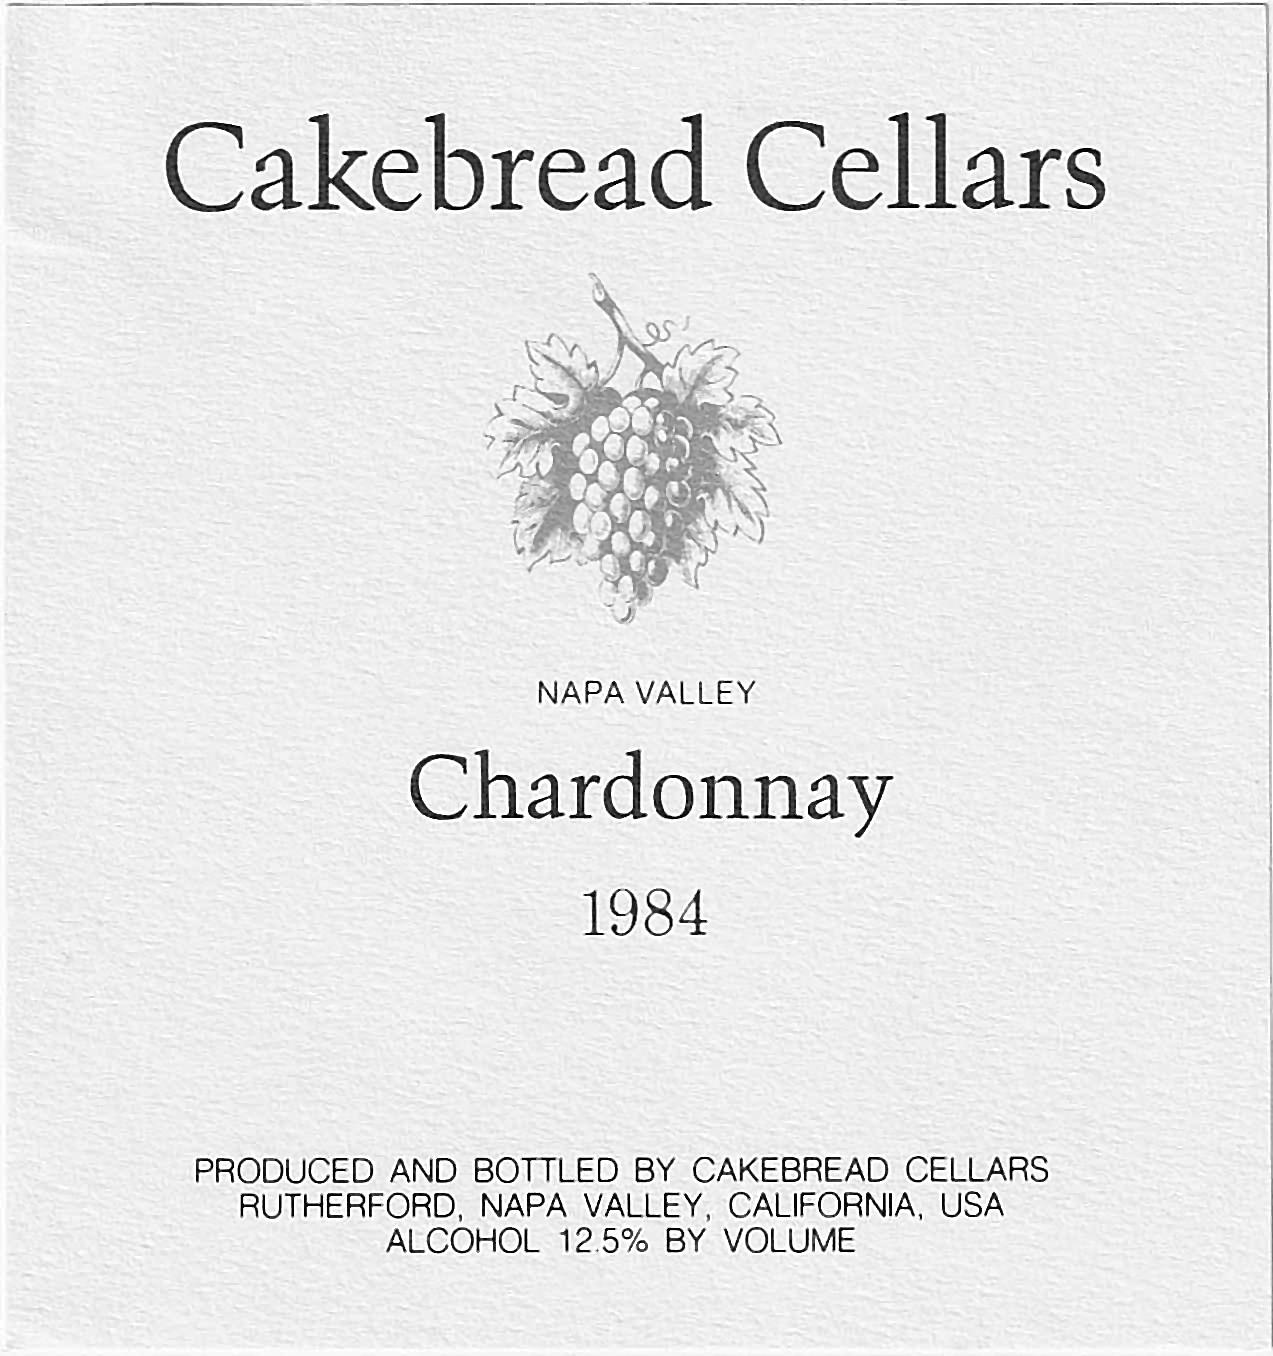 Cakebread Cellars
NAPA VALLEY
Chardonnay
1984
PRODUCED AND BOTTLED BY CAKEBREAD CELLARS
RUTHERFORD, NAPA VALLEY, CALIFORNIA, USA
ALCOHOL 12.5% BY VOLUME